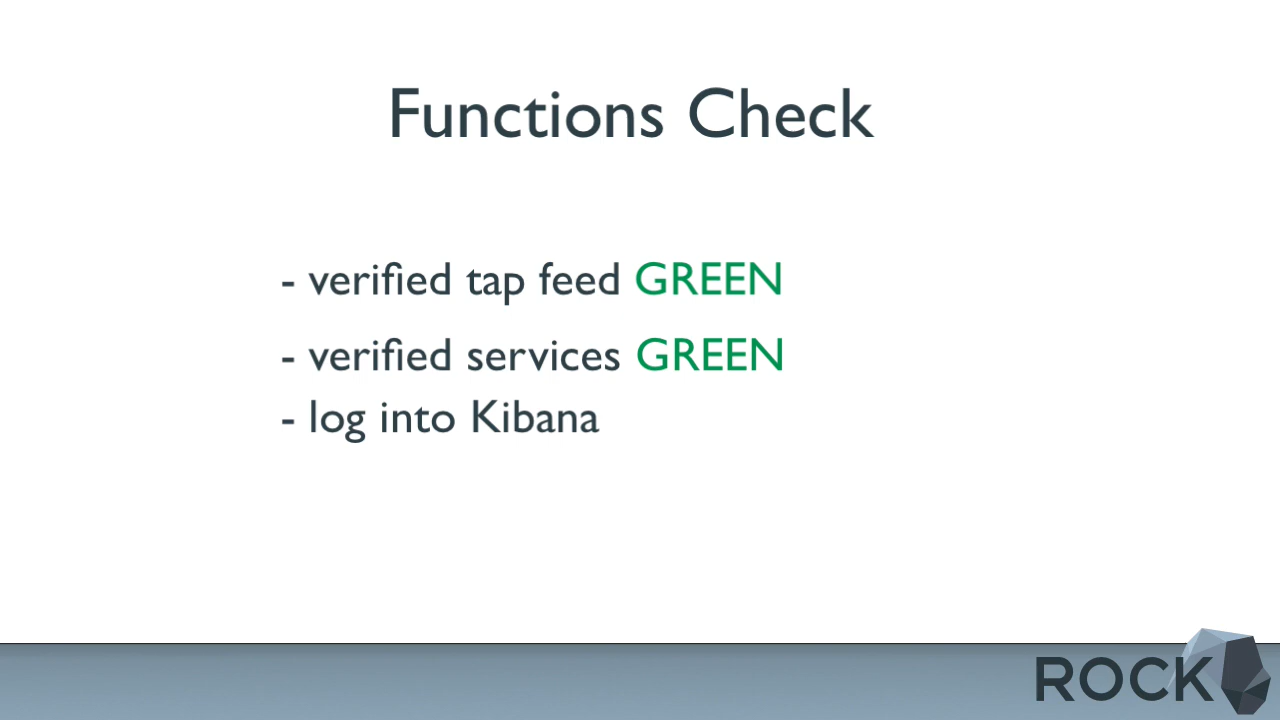 Functions Check
- verified tap feed GREEN
- verified services GREEN
- log into Kibana
ROCK